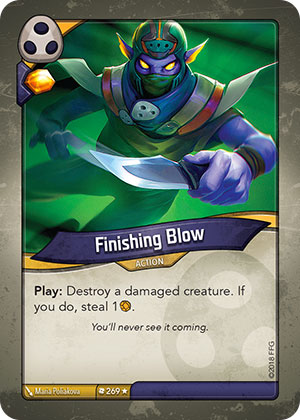 Finishing Blow
ACTION
Play: Destroy a damaged creature. If
you do, steal 1.
You'll never see it coming.
Maria Poliakova
269
©2018 FFG